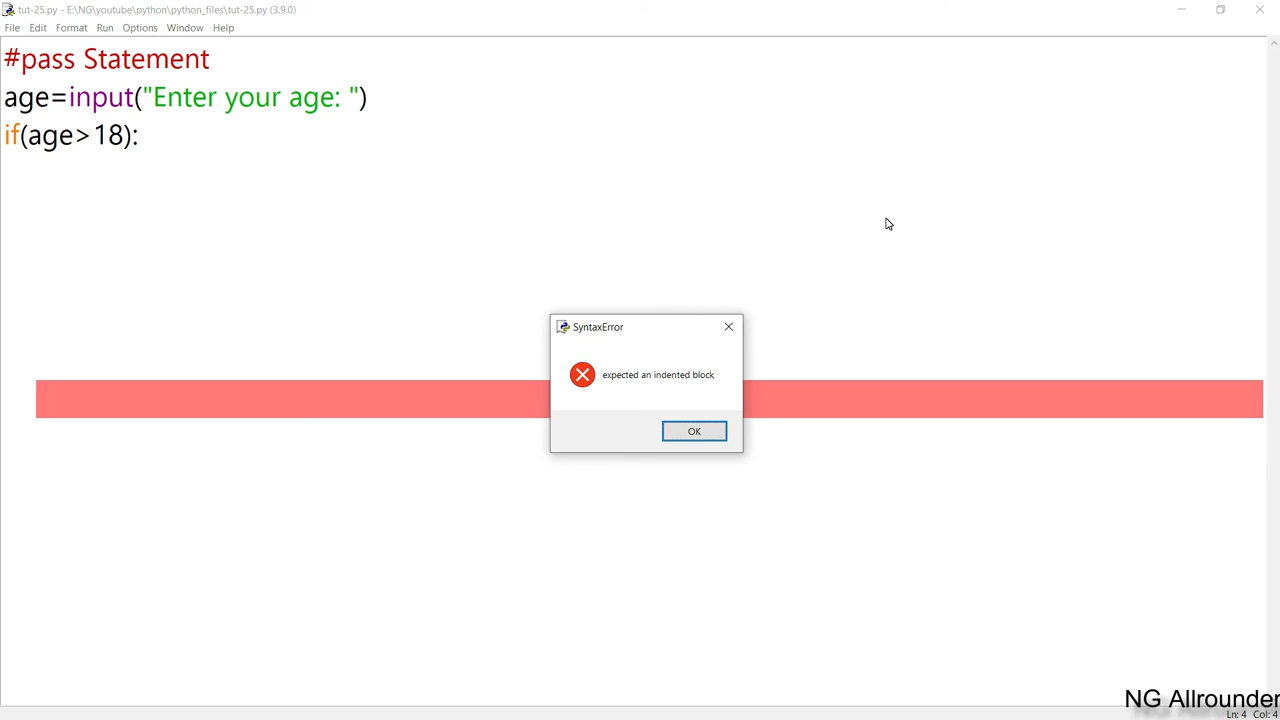 tut-25.py - E:\NG\youtube\python\python_files\tut-25.py (3.9.0)
File Edit Format Run Options Window Help
#pass Statement
age=input("Enter your age: ")
if(age>18):
SyntaxError
expected an indented block
OK
NG Allrounder
Ln: 4 Col: 4